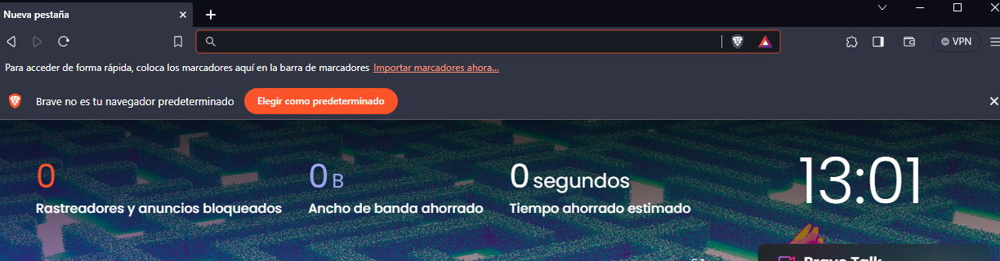 Nueva pestaña
VPN
Para acceder de forma rápida, coloca los marcadores aquí en la barra de marcadores Importar marcadores ahora...
Brave no es tu navegador predeterminado Elegir como predeterminado
0 0 B 0 segundos 13:01
Rastreadores y anuncios bloqueados Ancho de banda ahorrado Tiempo ahorrado estimado
Brave Talk